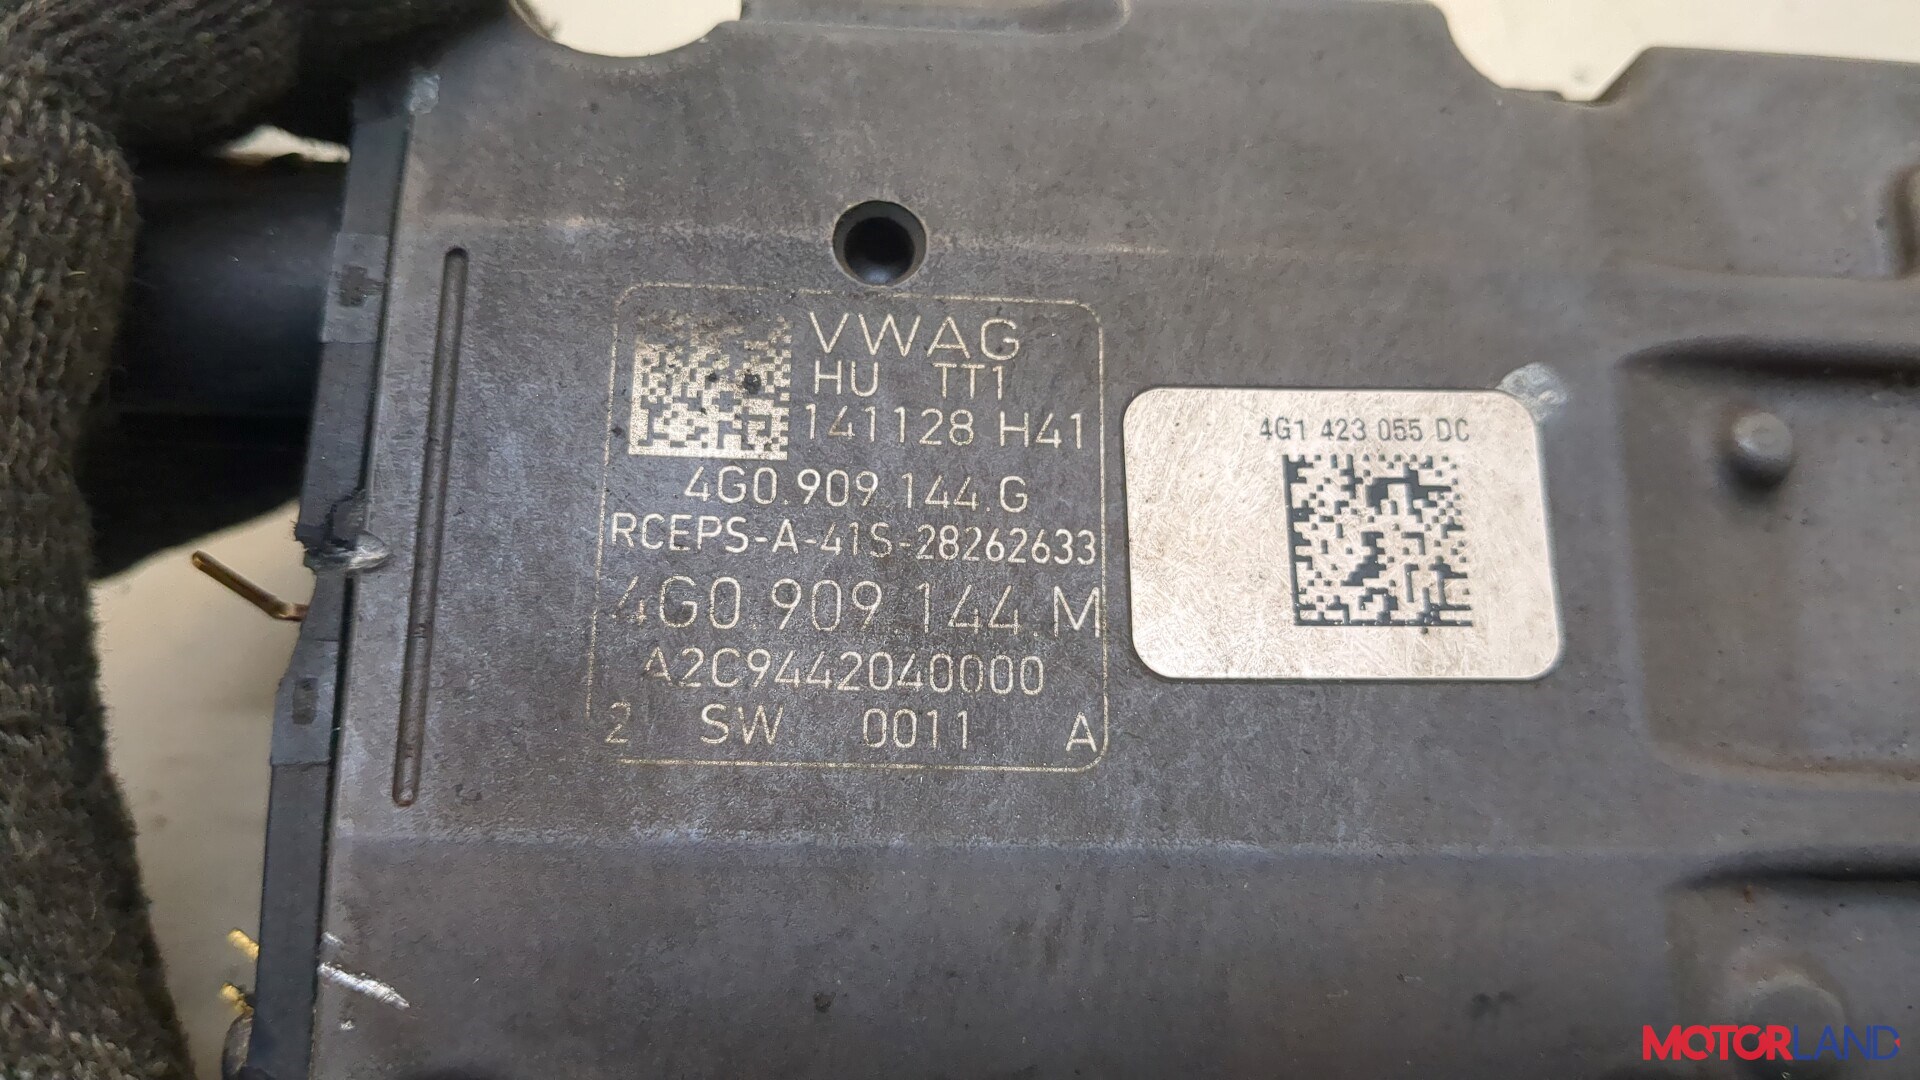 VWAG
HU TT1
141128 H41
4G0.909.144.G
RCEPS-A-41S-28262633
4G0.909.144.M
A2C9442040000
2 SW 0011 A
4G1 423 055 DC
MOTORLAND